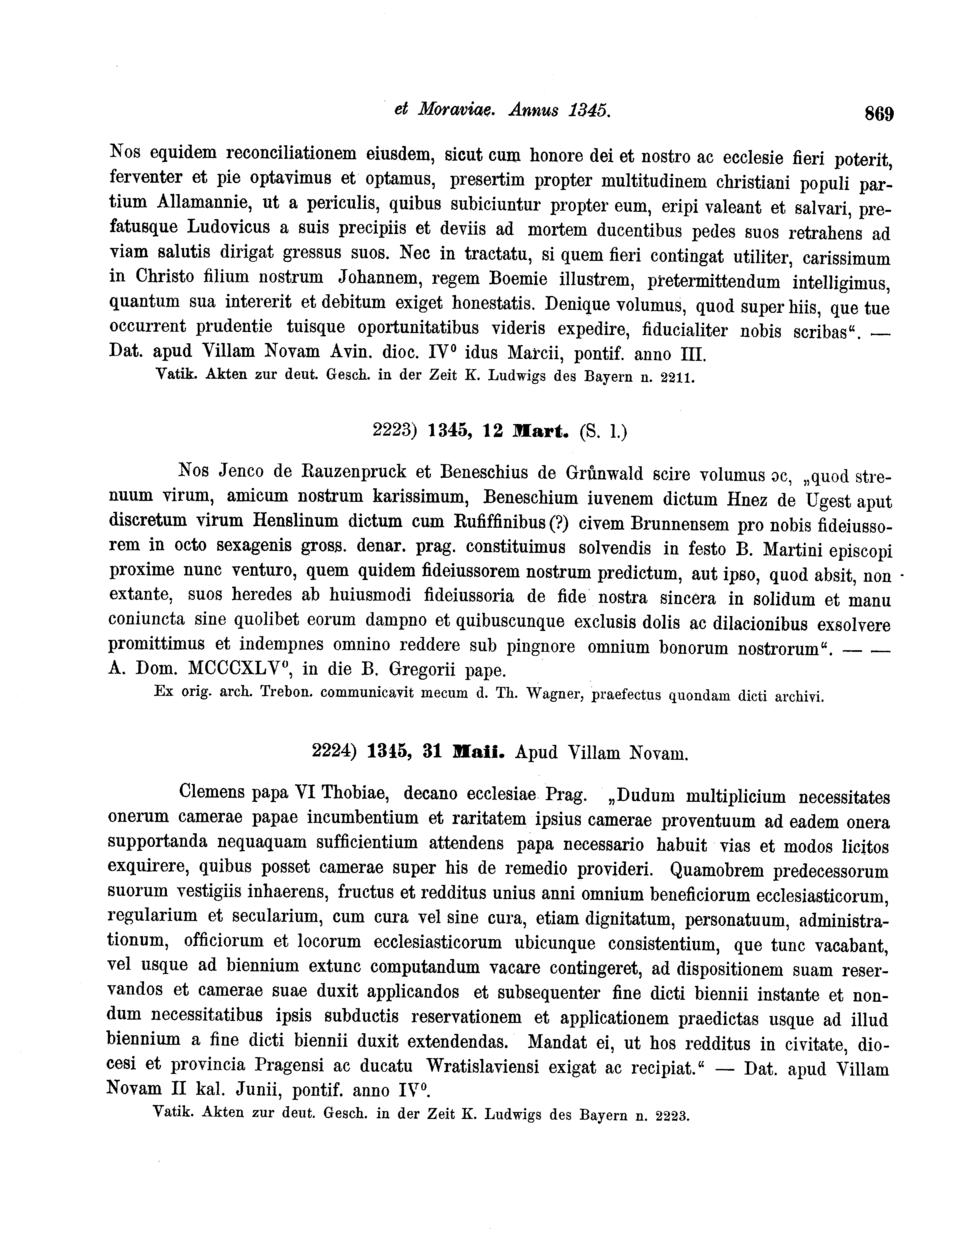 et Moraviae. Annus 1345. 869
Nos equidem reconciliationem eiusdem, sicut cum honore dei et nostro ac ecclesie fieri poterit,
ferventer et pie optavimus et optamus, presertim propter multitudinem christiani populi par-
tium Allamannie, ut a periculis, quibus subiciuntur propter eum, eripi valeant et salvari, pre-
fatusque Ludovicus a suis precipiis et deviis ad mortem ducentibus pedes suos retrahens ad
viam salutis dirigat gressus suos. Nec in tractatu, si quem fieri contingat utiliter, carissimum
in Christo filium nostrum Johannem, regem Boemie illustrem, pretermittendum intelligimus,
quantum sua intererit et debitum exiget honestatis. Denique volumus, quod super hiis, que tue
occurrent prudentie tuisque oportunitatibus videris expedire, fiducialiter nobis scribas“. —
Dat. apud Villam Novam Avin. dioc. IV⁰ idus Marcii, pontif. anno III.
Vatik. Akten zur deut. Gesch. in der Zeit K. Ludwigs des Bayern n. 2211.
2223) 1345, 12 Mart. (S. l.)
Nos Jenco de Rauzenpruck et Beneschius de Grůnwald scire volumus ɔc, „quod stre-
nuum virum, amicum nostrum karissimum, Beneschium iuvenem dictum Hnez de Ugest aput
discretum virum Henslinum dictum cum Rufiffinibus (?) civem Brunnensem pro nobis fideiusso-
rem in octo sexagenis gross. denar. prag. constituimus solvendis in festo B. Martini episcopi
proxime nunc venturo, quem quidem fideiussorem nostrum predictum, aut ipso, quod absit, non
extante, suos heredes ab huiusmodi fideiussoria de fide nostra sincera in solidum et manu
coniuncta sine quolibet eorum dampno et quibuscunque exclusis dolis ac dilacionibus exsolvere
promittimus et indempnes omnino reddere sub pingnore omnium bonorum nostrorum“. — —
A. Dom. MCCCXLV⁰, in die B. Gregorii pape.
Ex orig. arch. Trebon. communicavit mecum d. Th. Wagner, praefectus quondam dicti archivi.
2224) 1345, 31 Maii. Apud Villam Novam.
Clemens papa VI Thobiae, decano ecclesiae Prag. „Dudum multiplicium necessitates
onerum camerae papae incumbentium et raritatem ipsius camerae proventuum ad eadem onera
supportanda nequaquam sufficientium attendens papa necessario habuit vias et modos licitos
exquirere, quibus posset camerae super his de remedio provideri. Quamobrem predecessorum
suorum vestigiis inhaerens, fructus et redditus unius anni omnium beneficiorum ecclesiasticorum,
regularium et secularium, cum cura vel sine cura, etiam dignitatum, personatuum, administra-
tionum, officiorum et locorum ecclesiasticorum ubicunque consistentium, que tunc vacabant,
vel usque ad biennium extunc computandum vacare contingeret, ad dispositionem suam reser-
vandos et camerae suae duxit applicandos et subsequenter fine dicti biennii instante et non-
dum necessitatibus ipsis subductis reservationem et applicationem praedictas usque ad illud
biennium a fine dicti biennii duxit extendendas. Mandat ei, ut hos redditus in civitate, dio-
cesi et provincia Pragensi ac ducatu Wratislaviensi exigat ac recipiat.“ — Dat. apud Villam
Novam II kal. Junii, pontif. anno IV⁰.
Vatik. Akten zur deut. Gesch. in der Zeit K. Ludwigs des Bayern n. 2223.